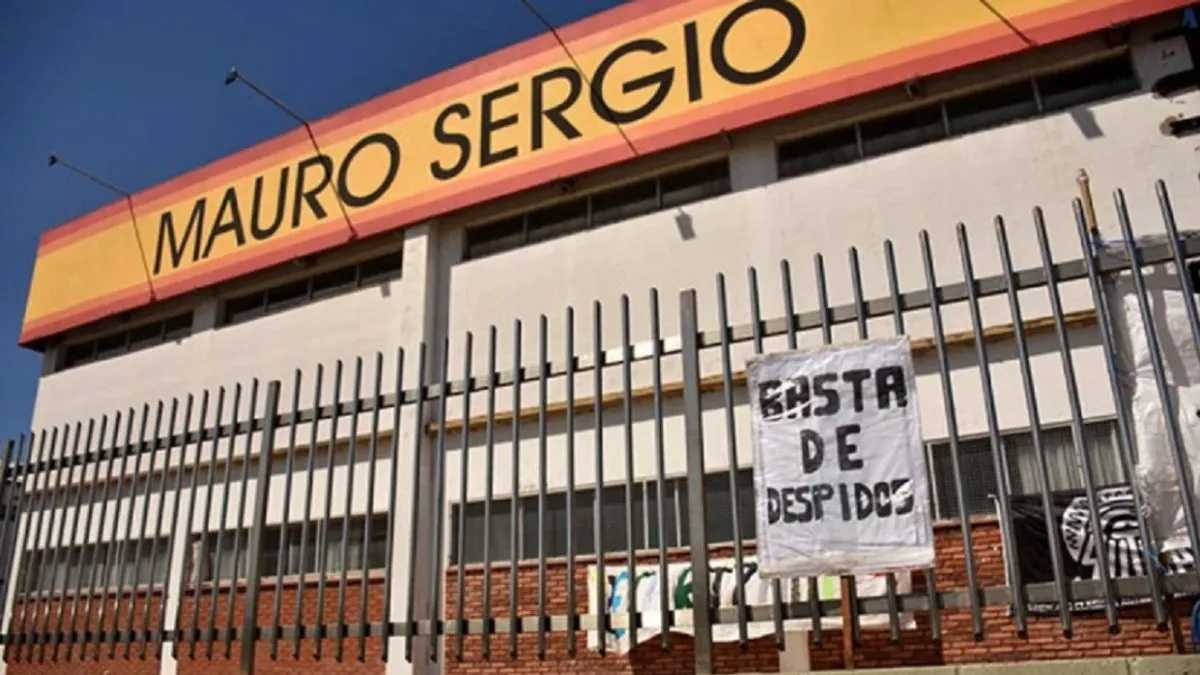 MAURO SERGIO
BASTA
DE
DESPIDOS